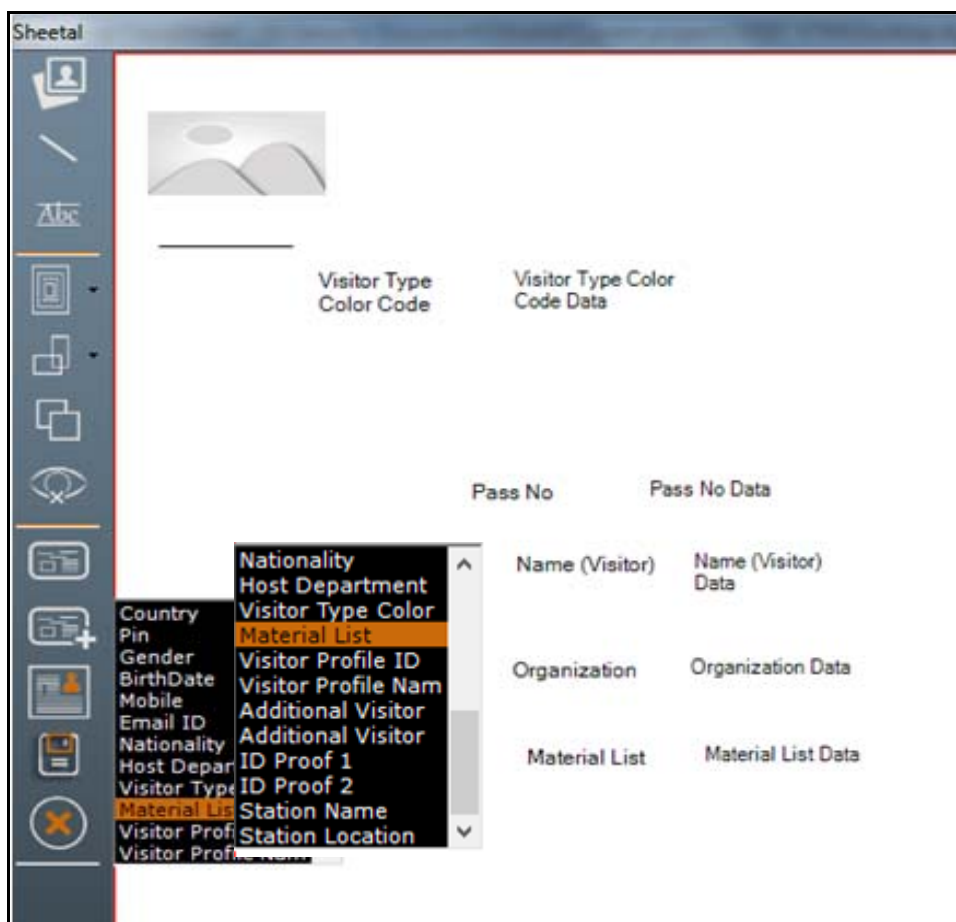 Sheetal
Abc
Visitor Type
Color Code
Visitor Type Color
Code Data
Pass No
Pass No Data
Name (Visitor)
Name (Visitor)
Data
Organization
Organization Data
Material List
Material List Data
Country
Pin
Gender
BirthDate
Mobile
Email ID
Nationality
Host Depar
Visitor Type
Material Lis
Visitor Prof
Visitor Prof
Nationality
Host Department
Visitor Type Color
Material List
Visitor Profile ID
Visitor Profile Nam
Additional Visitor
Additional Visitor
ID Proof 1
ID Proof 2
Station Name
Station Location